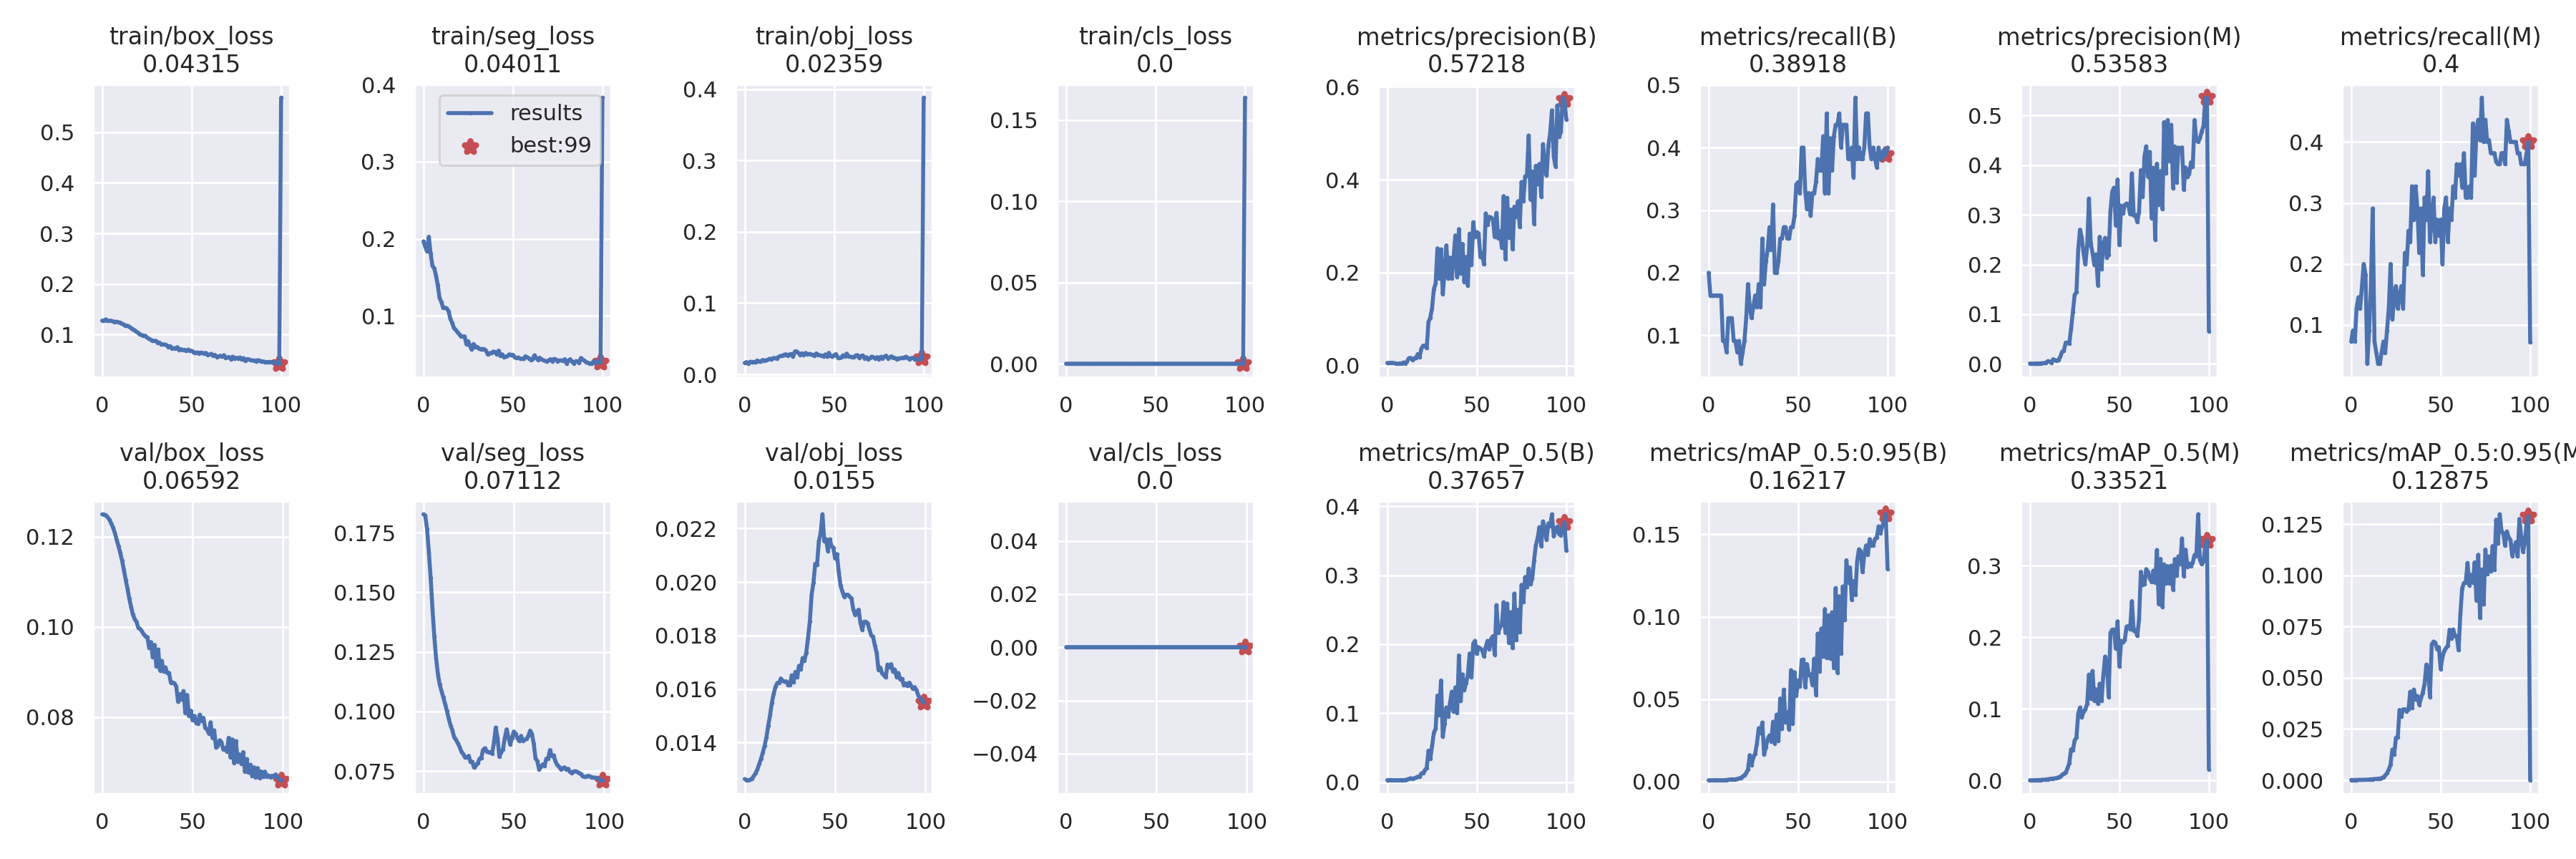 train/box_loss
0.04315
train/seg_loss
0.04011
train/obj_loss
0.02359
train/cls_loss
0.0
metrics/precision(B)
0.57218
metrics/recall(B)
0.38918
metrics/precision(M)
0.53583
metrics/recall(M)
0.4
0.5
0.4
0.3
0.2
0.1
0 50 100
0.4
0.3
0.2
0.1
0 50 100
results
best:99
0.4
0.3
0.2
0.1
0.0
0 50 100
0.15
0.10
0.05
0.00
0 50 100
0.6
0.4
0.2
0.0
0 50 100
0.5
0.4
0.3
0.2
0.1
0 50 100
0.5
0.4
0.3
0.2
0.1
0.0
0 50 100
0.4
0.3
0.2
0.1
0 50 100
val/box_loss
0.06592
val/seg_loss
0.07112
val/obj_loss
0.0155
val/cls_loss
0.0
metrics/mAP_0.5(B)
0.37657
metrics/mAP_0.5:0.95(B)
0.16217
metrics/mAP_0.5(M)
0.33521
metrics/mAP_0.5:0.95(M
0.12875
0.12
0.10
0.08
0 50 100
0.175
0.150
0.125
0.100
0.075
0 50 100
0.022
0.020
0.018
0.016
0.014
0 50 100
0.04
0.02
0.00
−0.02
−0.04
0 50 100
0.4
0.3
0.2
0.1
0.0
0 50 100
0.15
0.10
0.05
0.00
0 50 100
0.3
0.2
0.1
0.0
0 50 100
0.125
0.100
0.075
0.050
0.025
0.000
0 50 100